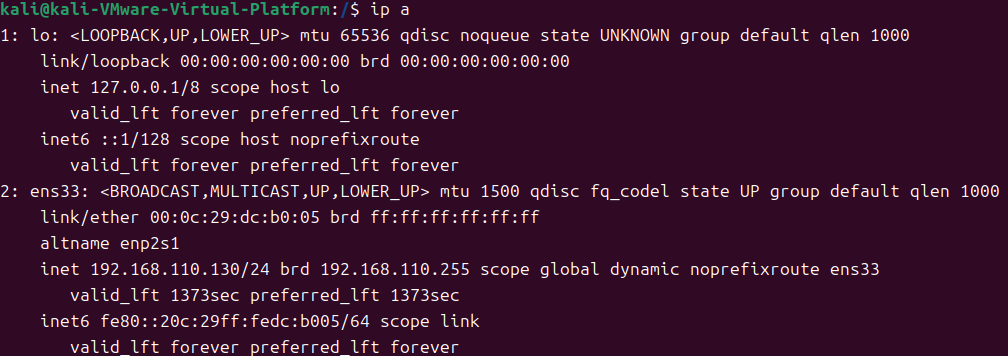 kali@kali-VMware-Virtual-Platform:/$ ip a
1: lo: <LOOPBACK,UP,LOWER_UP> mtu 65536 qdisc noqueue state UNKNOWN group default qlen 1000
    link/loopback 00:00:00:00:00:00 brd 00:00:00:00:00:00
    inet 127.0.0.1/8 scope host lo
       valid_lft forever preferred_lft forever
    inet6 ::1/128 scope host noprefixroute
       valid_lft forever preferred_lft forever
2: ens33: <BROADCAST,MULTICAST,UP,LOWER_UP> mtu 1500 qdisc fq_codel state UP group default qlen 1000
    link/ether 00:0c:29:dc:b0:05 brd ff:ff:ff:ff:ff:ff
    altname enp2s1
    inet 192.168.110.130/24 brd 192.168.110.255 scope global dynamic noprefixroute ens33
       valid_lft 1373sec preferred_lft 1373sec
    inet6 fe80::20c:29ff:fedc:b005/64 scope link
       valid_lft forever preferred_lft forever